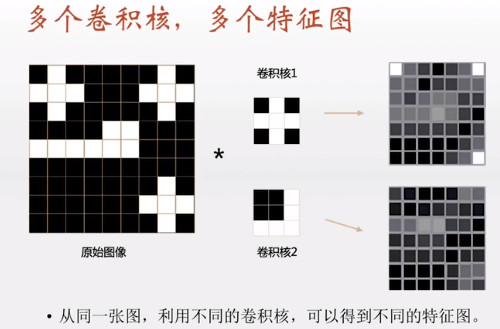 多个卷积核，多个特征图
卷积核1
*
原始图像
卷积核2
• 从同一张图，利用不同的卷积核，可以得到不同的特征图。